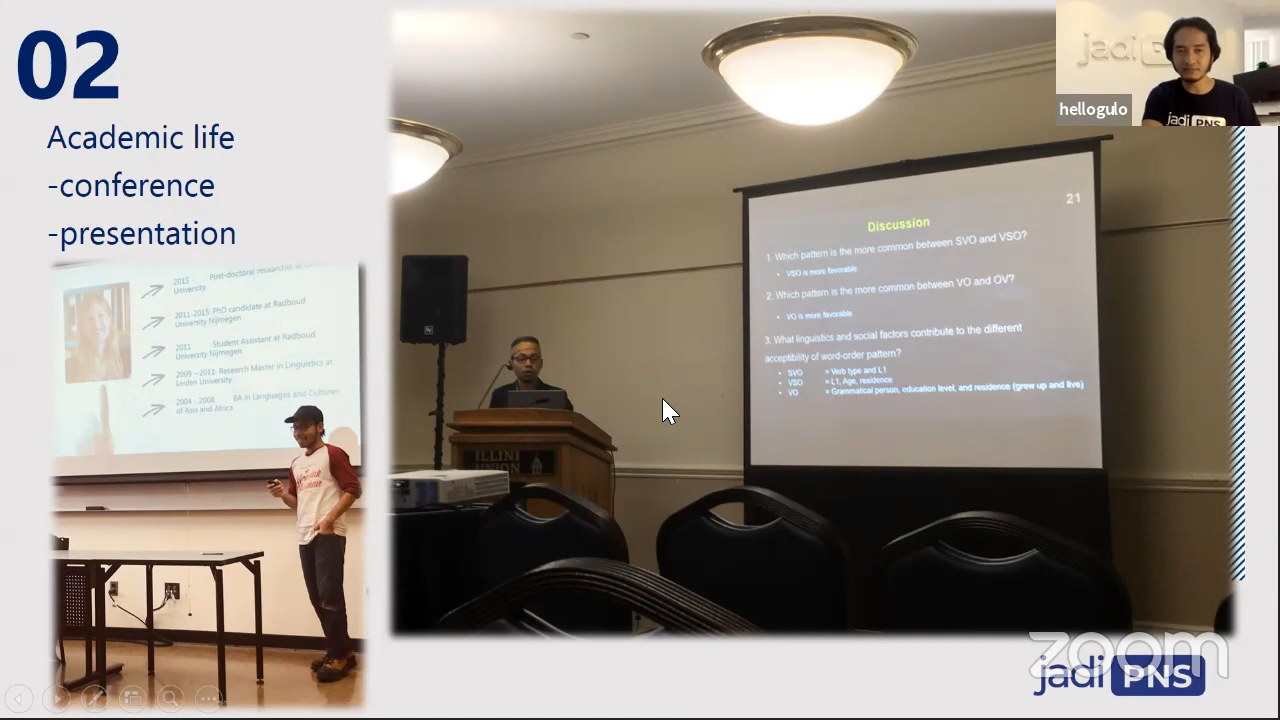 02
Academic life
-conference
-presentation
2015 - Post-doctoral researcher at
University
2011-2015: PhD candidate at Radboud
University Nijmegen
2011 Student Assistant at Radboud
University Nijmegen
2009 - 2011: Research Master in Linguistics at
Leiden University
2004 - 2008 BA in Languages and Cultures
of Asia and Africa
21
Discussion
1. Which pattern is the more common between SVO and VSO?
• VSO is more favorable
2. Which pattern is the more common between VO and OV?
• VO is more favorable
3. What linguistics and social factors contribute to the different
acceptibility of word-order pattern?
• SVO = Verb type and L1
• VSO = L1, Age, residence
• VO = Grammatical person, education level, and residence (grew up and live)
ILLINI
UNION
jadi
hellogulo
jadi PNS
zoom
jadi PNS